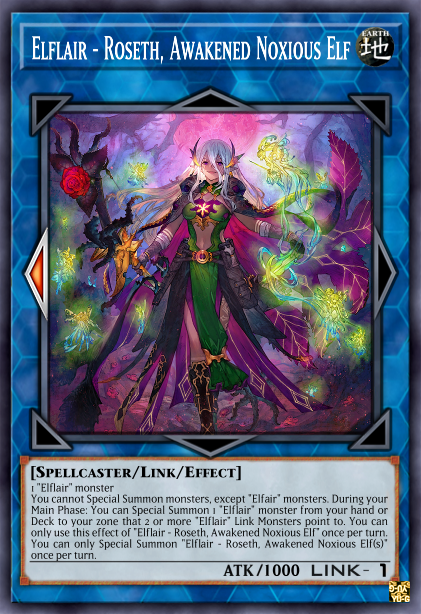 Elflair - Roseth, Awakened Noxious Elf
EARTH
地
[Spellcaster/Link/Effect]
1 "Elflair" monster
You cannot Special Summon monsters, except "Elfair" monsters. During your
Main Phase: You can Special Summon 1 "Elflair" monster from your hand or
Deck to your zone that 2 or more "Elflair" Link Monsters point to. You can
only use this effect of "Elflair - Roseth, Awakened Noxious Elf" once per turn.
You can only Special Summon "Elflair - Roseth, Awakened Noxious Elf(s)"
once per turn.
ATK/1000 LINK- 1